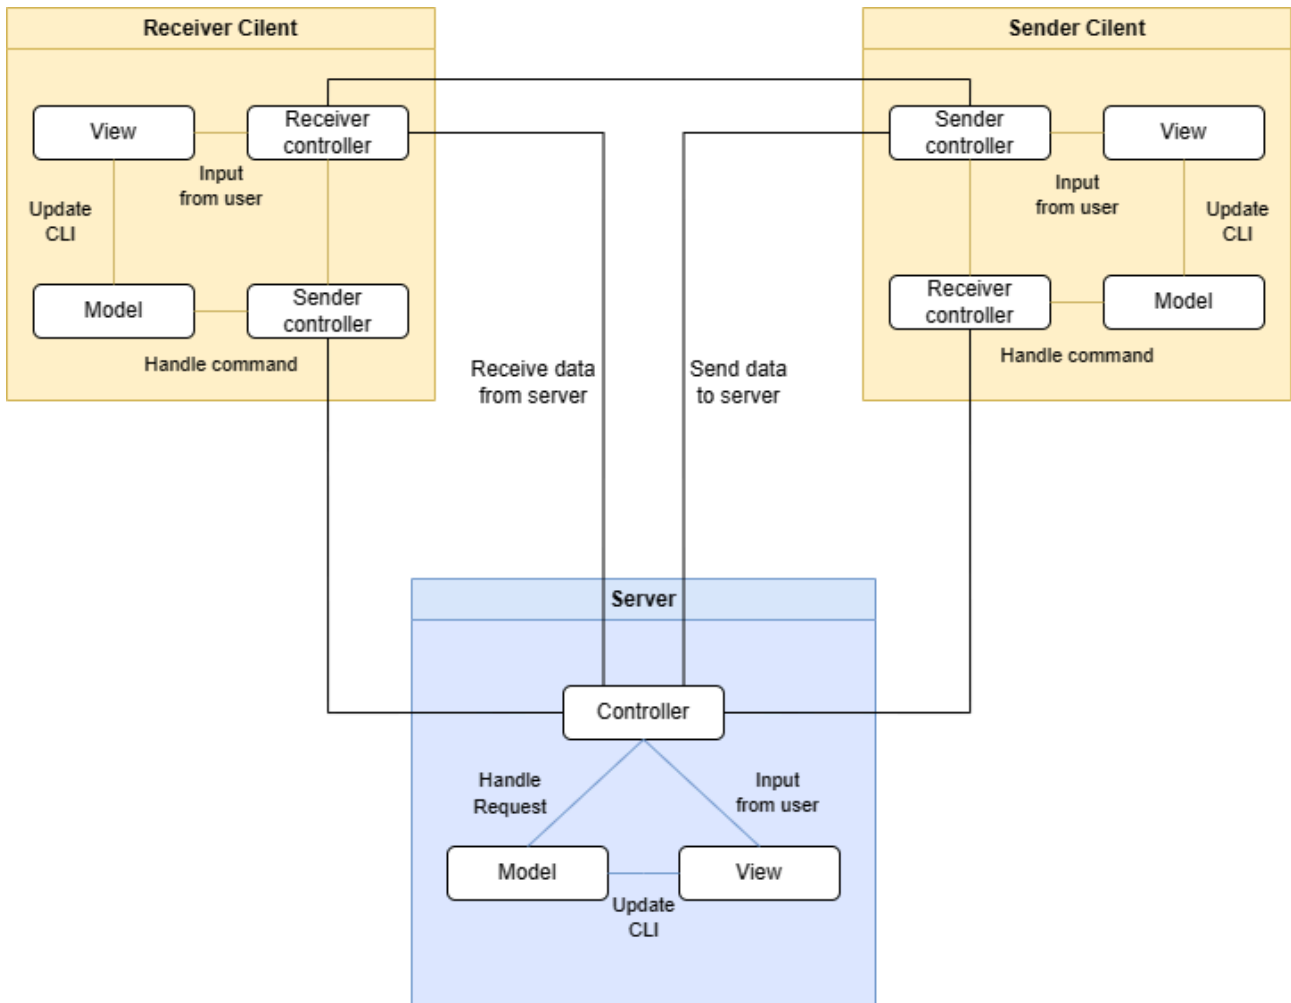 Receiver Cilent
View
Receiver
controller
Input
from user
Update
CLI
Model
Sender
controller
Handle command
Sender Cilent
Sender
controller
View
Input
from user
Update
CLI
Receiver
controller
Model
Handle command
Receive data
from server
Send data
to server
Server
Controller
Handle
Request
Input
from user
Model
View
Update
CLI